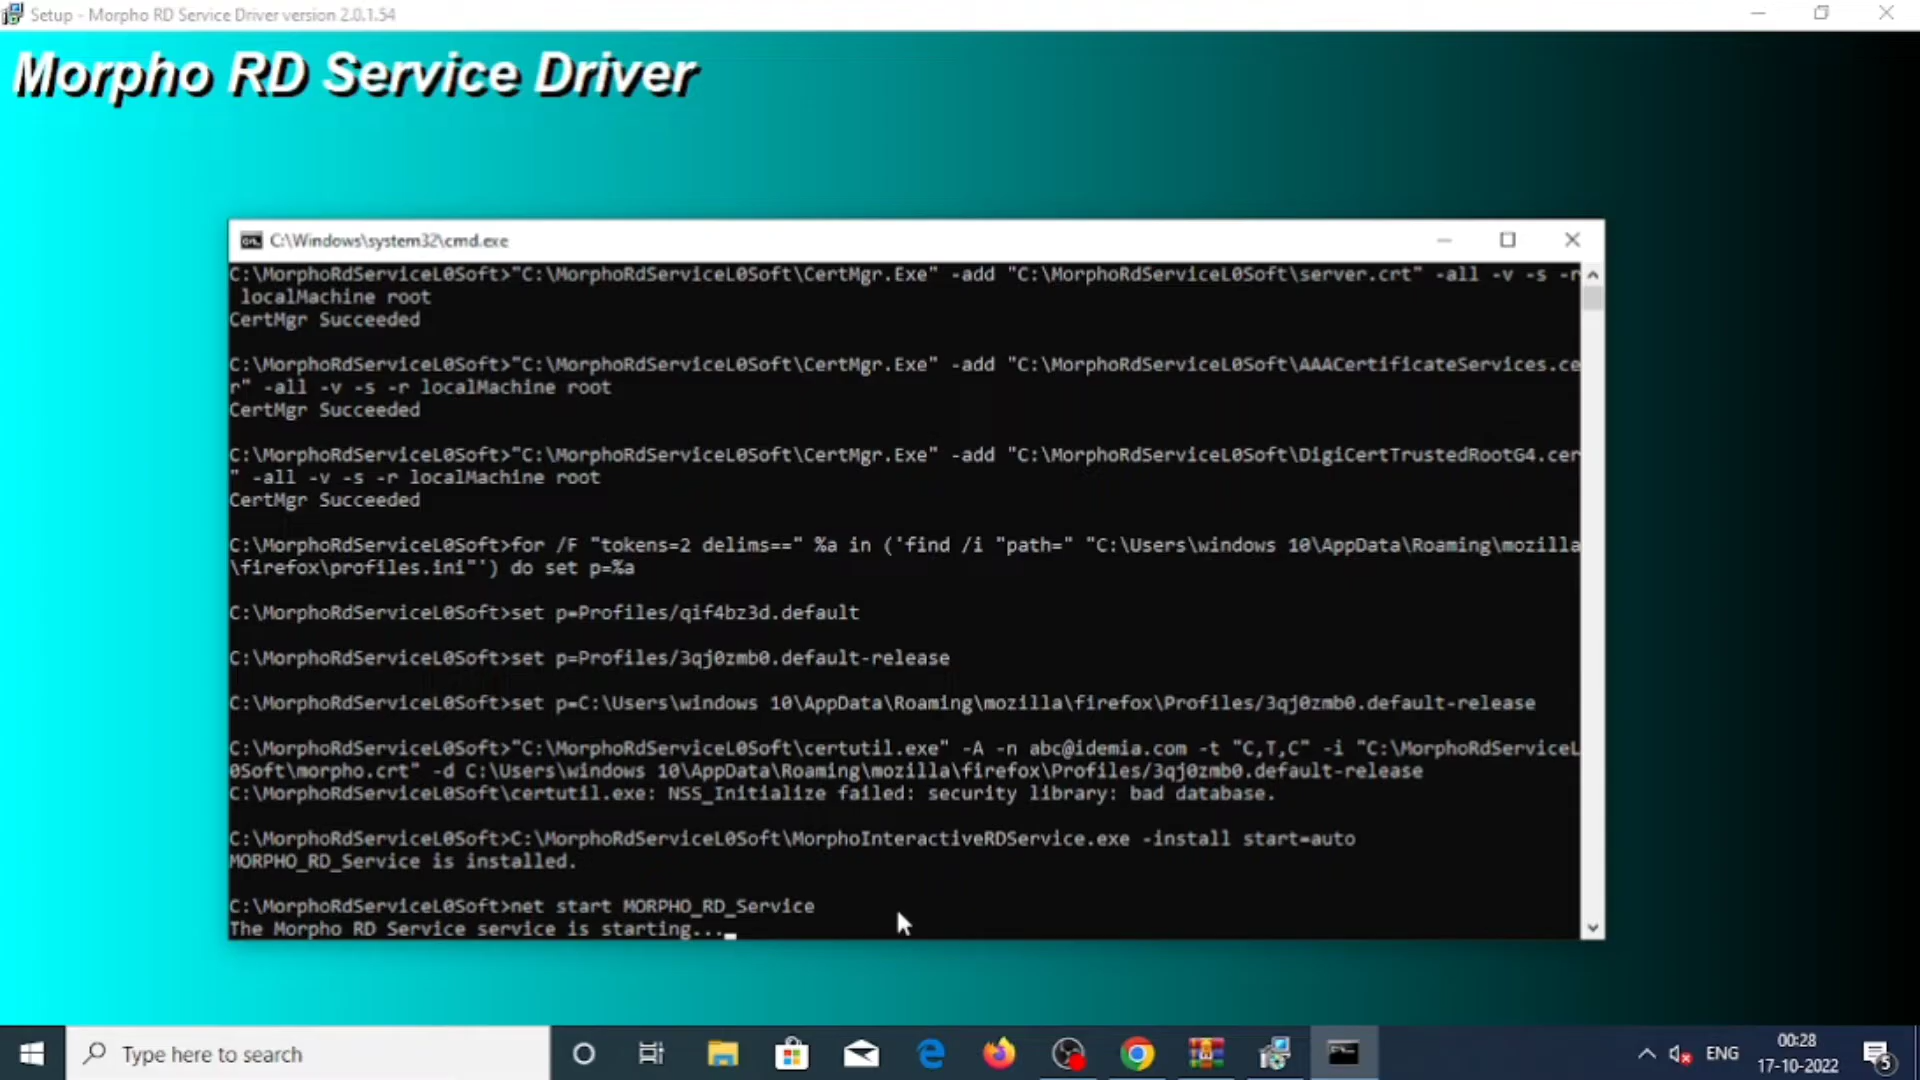 Setup - Morpho RD Service Driver version 2.0.1.54
Morpho RD Service Driver
C:\Windows\system32\cmd.exe
C:\MorphoRdServiceL0Soft>"C:\MorphoRdServiceL0Soft\CertMgr.Exe" -add "C:\MorphoRdServiceL0Soft\server.crt" -all -v -s -r
localMachine root
CertMgr Succeeded
C:\MorphoRdServiceL0Soft>"C:\MorphoRdServiceL0Soft\CertMgr.Exe" -add "C:\MorphoRdServiceL0Soft\AAACertificateServices.ce
r" -all -v -s -r localMachine root
CertMgr Succeeded
C:\MorphoRdServiceL0Soft>"C:\MorphoRdServiceL0Soft\CertMgr.Exe" -add "C:\MorphoRdServiceL0Soft\DigiCertTrustedRootG4.cer
" -all -v -s -r localMachine root
CertMgr Succeeded
C:\MorphoRdServiceL0Soft>for /F "tokens=2 delims==" %a in ('find /i "path=" "C:\Users\windows 10\AppData\Roaming\mozilla
\firefox\profiles.ini"') do set p=%a
C:\MorphoRdServiceL0Soft>set p=Profiles/qif4bz3d.default
C:\MorphoRdServiceL0Soft>set p=Profiles/3qj0zmb0.default-release
C:\MorphoRdServiceL0Soft>set p=C:\Users\windows 10\AppData\Roaming\mozilla\firefox\Profiles/3qj0zmb0.default-release
C:\MorphoRdServiceL0Soft>"C:\MorphoRdServiceL0Soft\certutil.exe" -A -n abc@idemia.com -t "C,T,C" -i "C:\MorphoRdServiceL
0Soft\morpho.crt" -d C:\Users\windows 10\AppData\Roaming\mozilla\firefox\Profiles/3qj0zmb0.default-release
C:\MorphoRdServiceL0Soft\certutil.exe: NSS_Initialize failed: security library: bad database.
C:\MorphoRdServiceL0Soft>C:\MorphoRdServiceL0Soft\MorphoInteractiveRDService.exe -install start=auto
MORPHO_RD_Service is installed.
C:\MorphoRdServiceL0Soft>net start MORPHO_RD_Service
The Morpho RD Service service is starting..._
Type here to search
ENG
00:28
17-10-2022
5